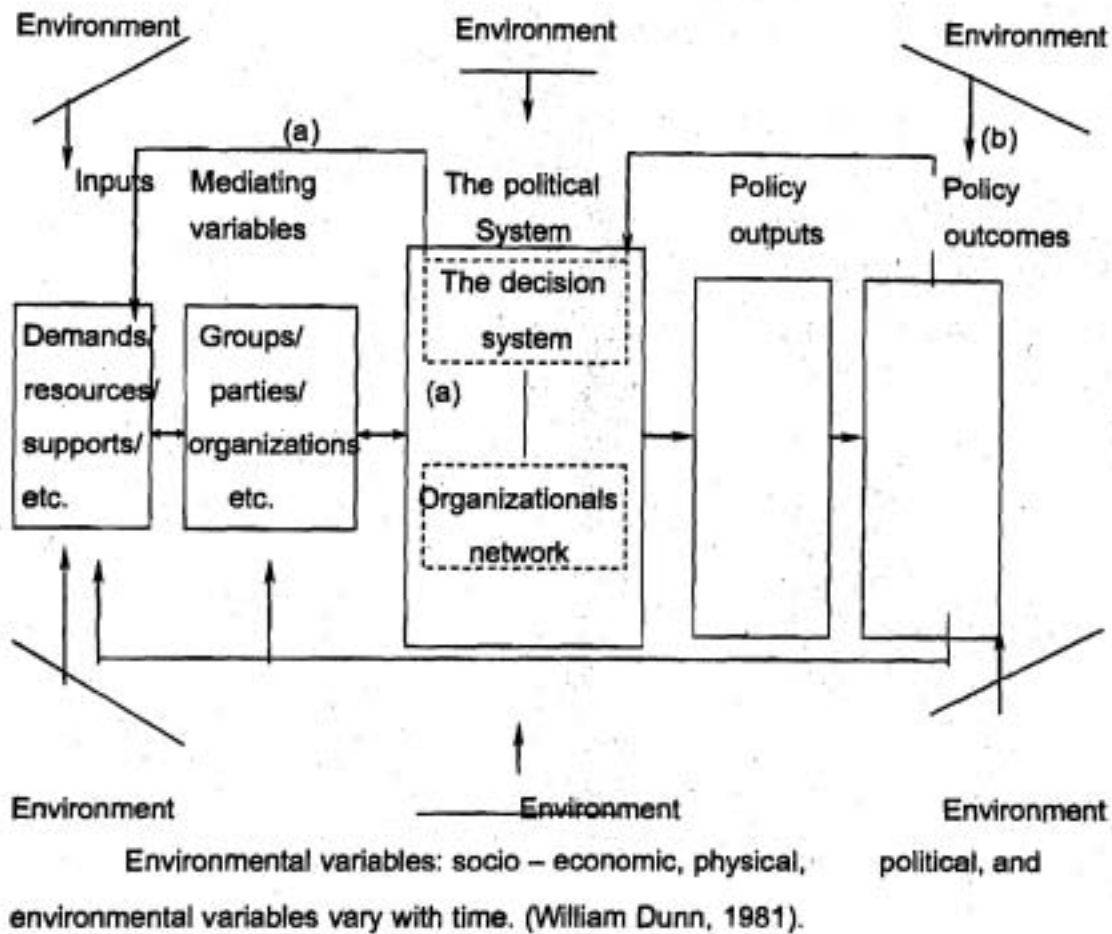 Environment Environment Environment
(a) (b)
Inputs Mediating variables The political System Policy outputs Policy outcomes
Demands/
resources/
supports/
etc.
Groups/
parties/
organizations
etc.
The decision
system
(a)
Organizationals
network
Environment Environment Environment
Environmental variables: socio – economic, physical, political, and
environmental variables vary with time. (William Dunn, 1981).